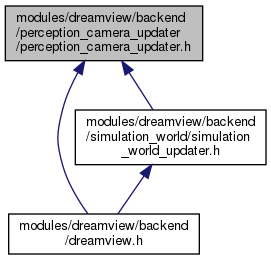 modules/dreamview/backend
/perception_camera_updater
/perception_camera_updater.h
modules/dreamview/backend
/simulation_world/simulation
_world_updater.h
modules/dreamview/backend
/dreamview.h